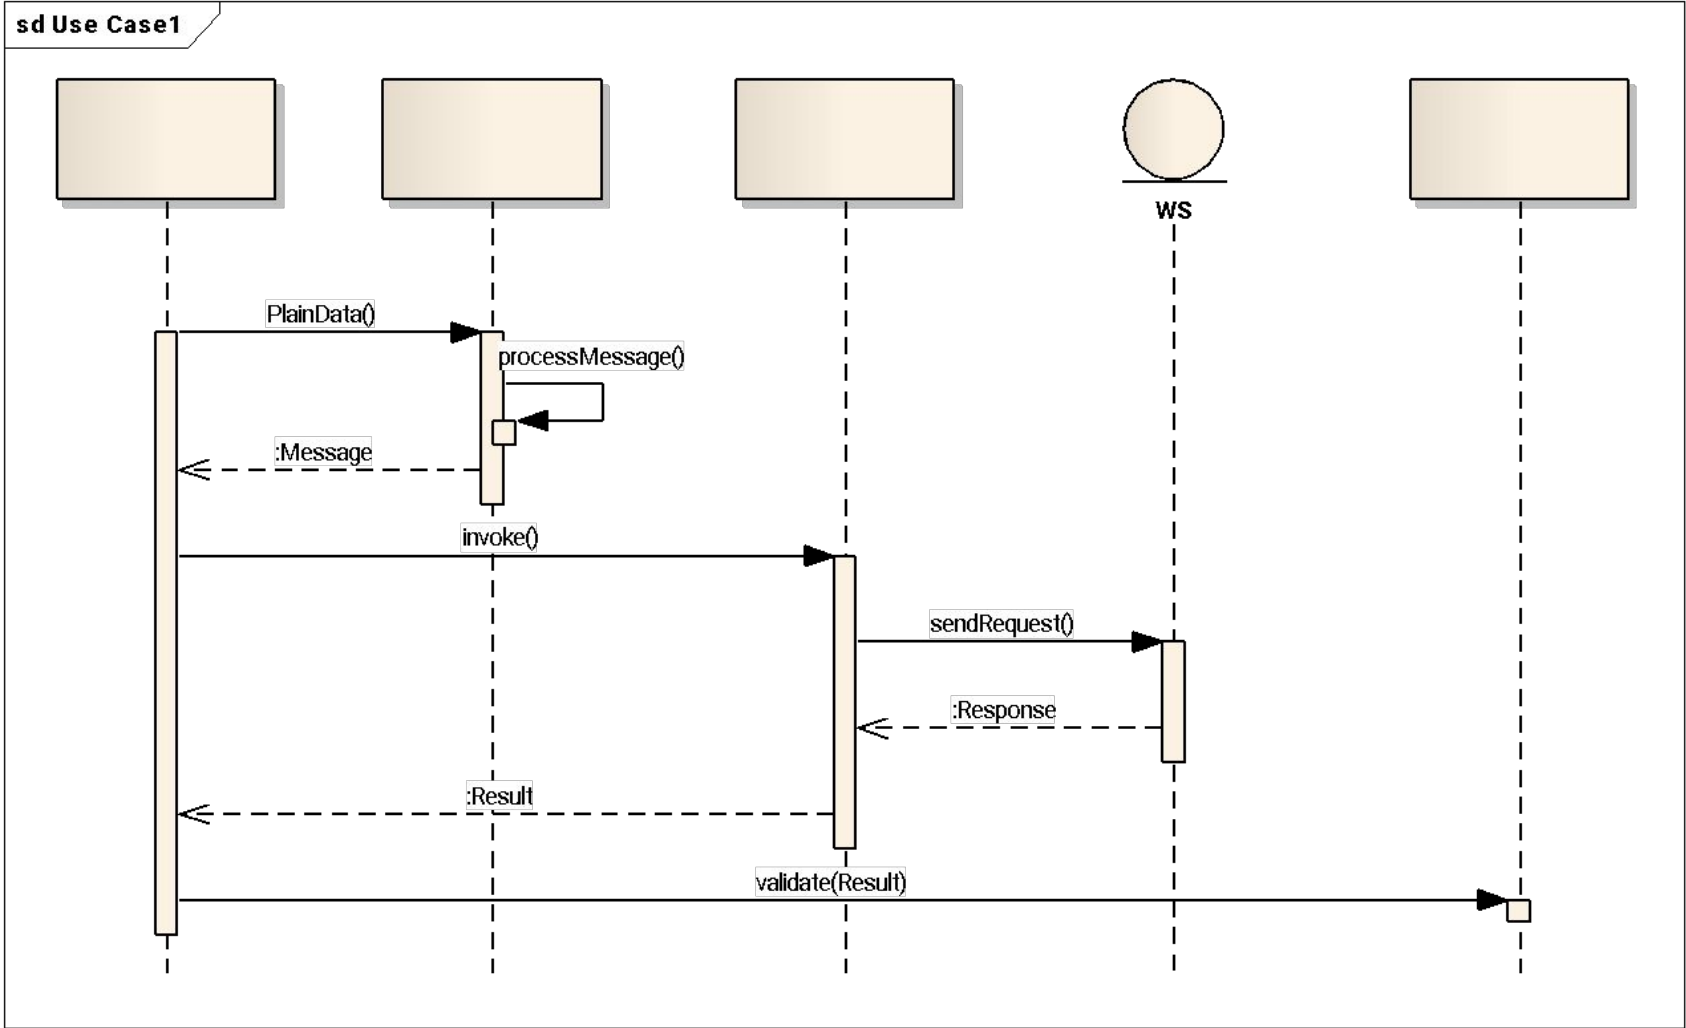 sd Use Case1
WS
PlainData()
processMessage()
:Message
invoke()
sendRequest()
:Response
:Result
validate(Result)